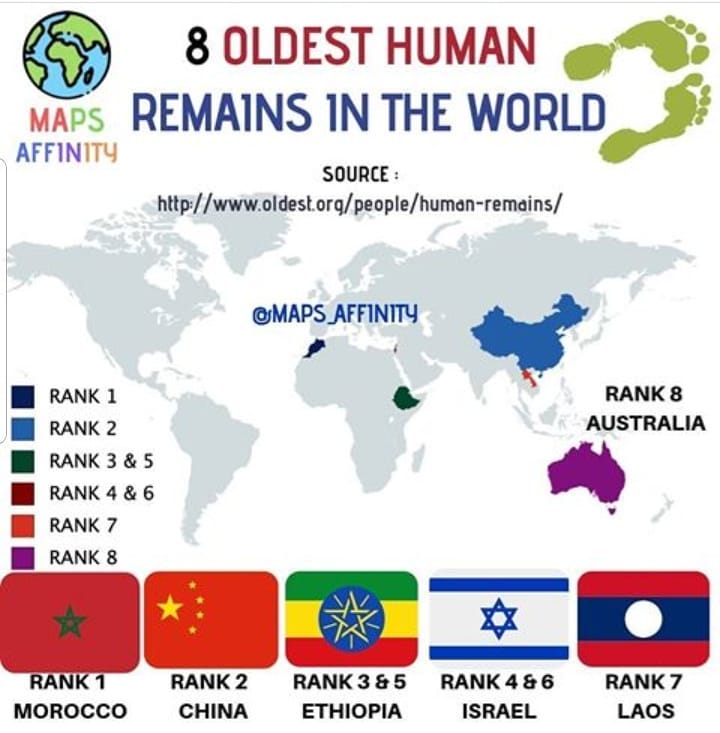 8 OLDEST HUMAN
REMAINS IN THE WORLD
MAPS
AFFINITY
SOURCE :
http://www.oldest.org/people/human-remains/
@MAPS_AFFINITY
RANK 1
RANK 2
RANK 3 & 5
RANK 4 & 6
RANK 7
RANK 8
RANK 8
AUSTRALIA
RANK 1
MOROCCO
RANK 2
CHINA
RANK 3 & 5
ETHIOPIA
RANK 4 & 6
ISRAEL
RANK 7
LAOS